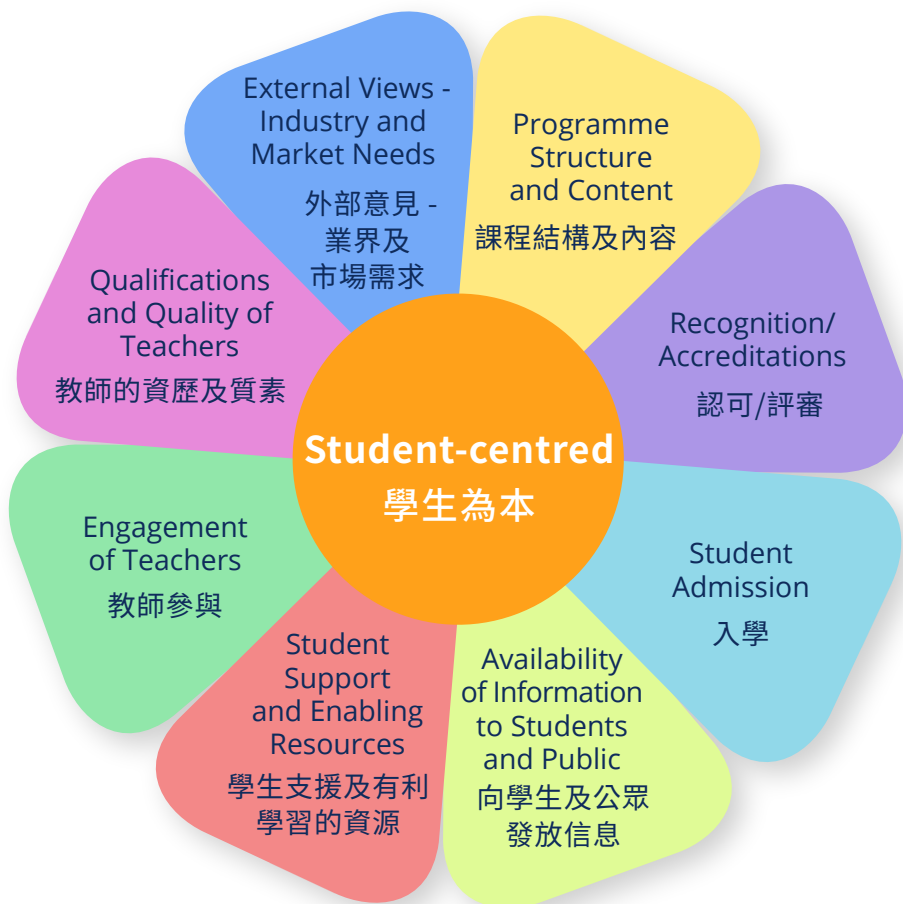 External Views -
Industry and
Market Needs
外部意見 -
業界及
市場需求
Programme
Structure
and Content
課程結構及內容
Recognition/
Accreditations
認可/評審
Student
Admission
入學
Availability
of Information
to Students
and Public
向學生及公眾
發放信息
Student
Support
and Enabling
Resources
學生支援及有利
學習的資源
Engagement
of Teachers
教師參與
Qualifications
and Quality of
Teachers
教師的資歷及質素
Student-centred
學生為本